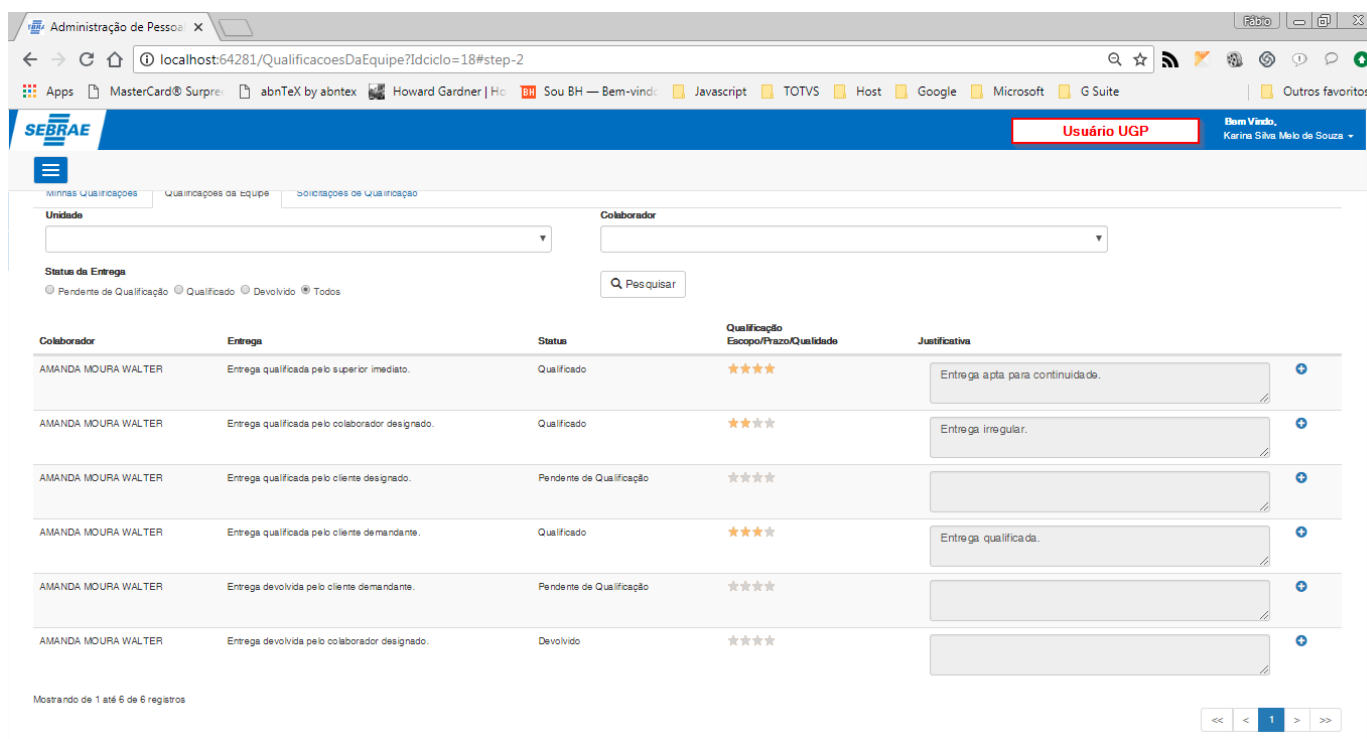 Administração de Pessoa
Fábio
localhost:64281/QualificacoesDaEquipe?Idciclo=18#step-2
Apps MasterCard® Surpre abnTeX by abntex Howard Gardner | Ho BH Sou BH — Bem-vind Javascript TOTVS Host Google Microsoft G Suite Outros favoritos
SEBRAE
Usuário UGP
Bem Vindo,
Karina Silva Melo de Souza
Minhas Qualificações Qualificações da Equipe Solicitações de Qualificação
Unidade Colaborador
Status da Entrega
Pendente de Qualificação Qualificado Devolvido Todos
Pesquisar
Colaborador Entrega Status Qualificação Escopo/Prazo/Qualidade Justificativa
AMANDA MOURA WALTER Entrega qualificada pelo superior imediato. Qualificado Entrega apta para continuidade.
AMANDA MOURA WALTER Entrega qualificada pelo colaborador designado. Qualificado Entrega irregular.
AMANDA MOURA WALTER Entrega qualificada pelo cliente designado. Pendente de Qualificação
AMANDA MOURA WALTER Entrega qualificada pelo cliente demandante. Qualificado Entrega qualificada.
AMANDA MOURA WALTER Entrega devolvida pelo cliente demandante. Pendente de Qualificação
AMANDA MOURA WALTER Entrega devolvida pelo colaborador designado. Devolvido
Mostrando de 1 até 6 de 6 registros
<< < 1 > >>